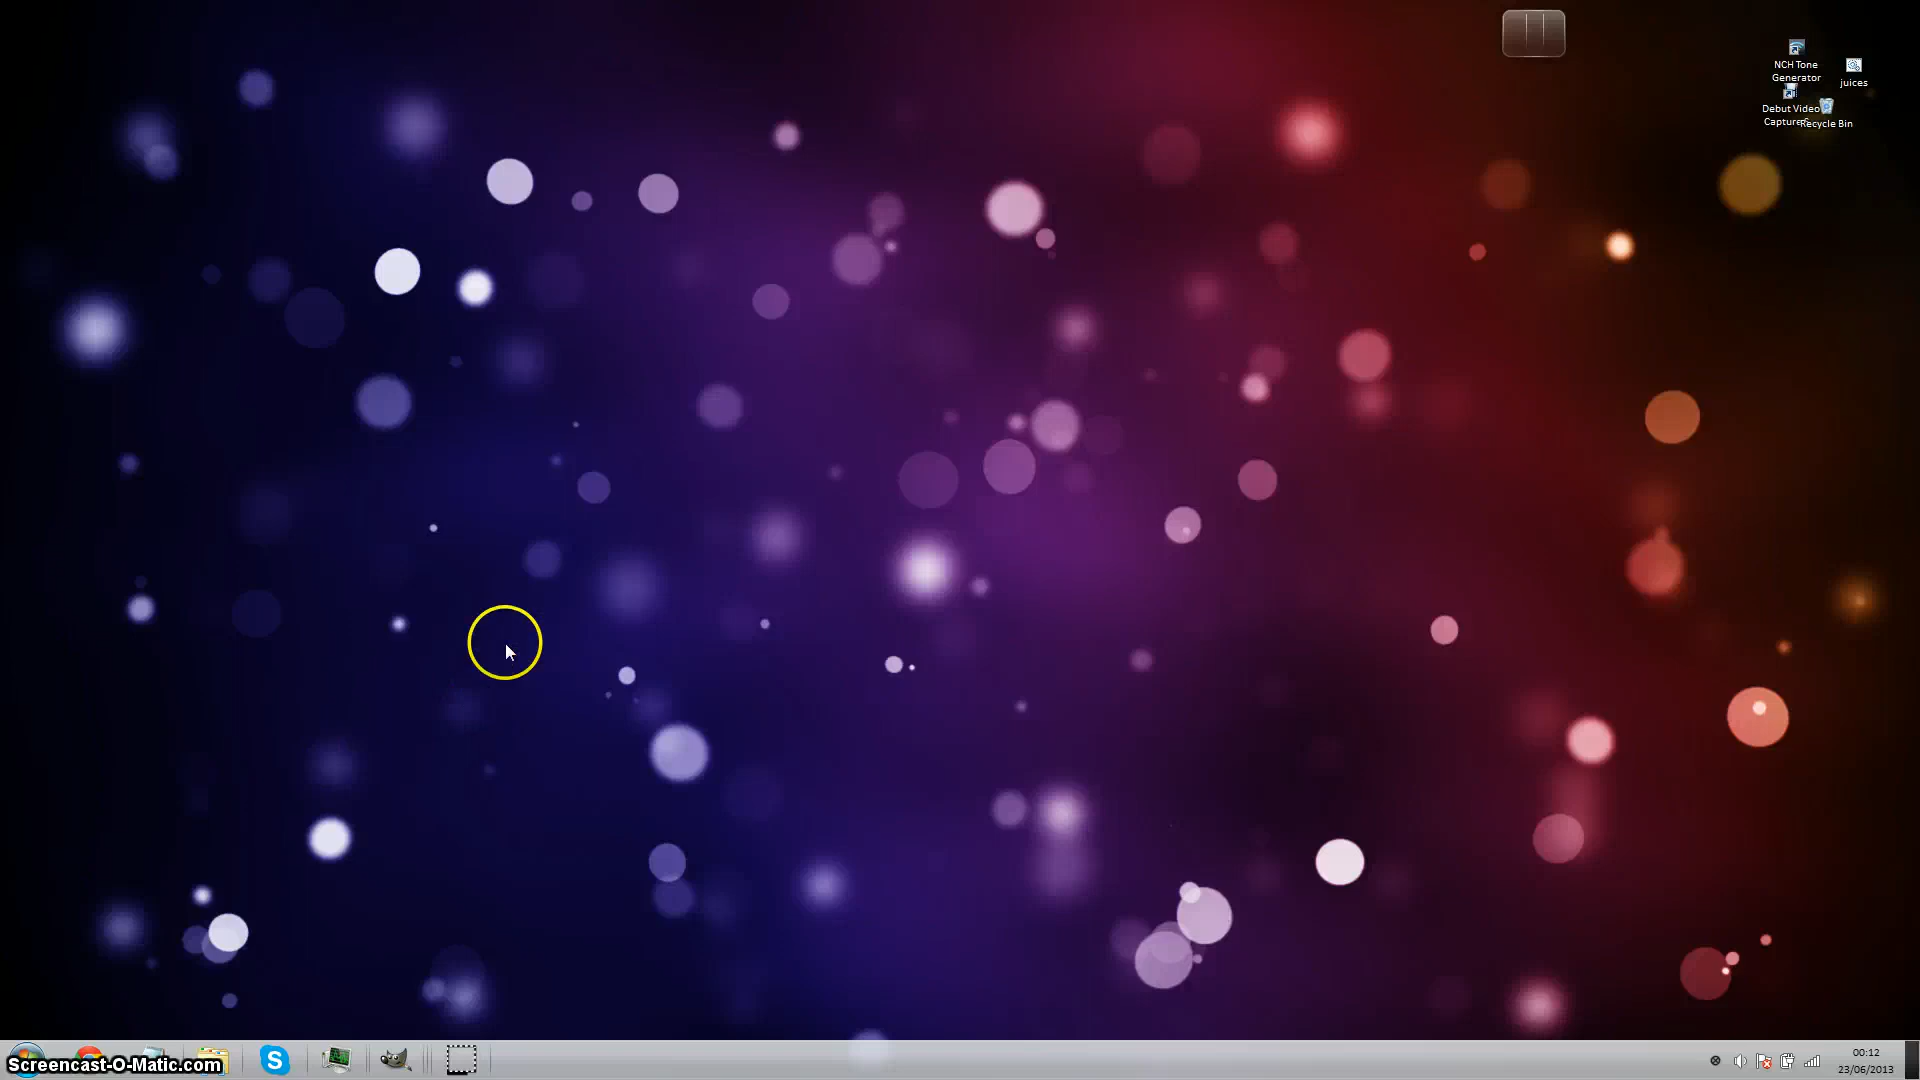 NCH Tone
Generator
juices
Debut Video
Capture S
Recycle Bin
Screencast-O-Matic.com
00:12
23/06/2013